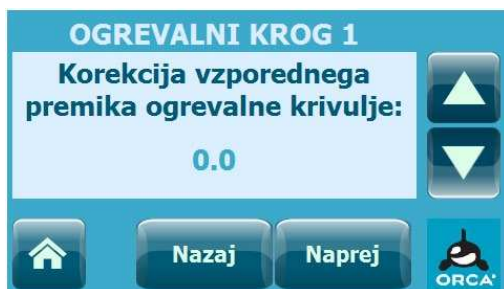 OGREVALNI KROG 1
Korekcija vzporednega
premika ogrevalne krivulje:
0.0
Nazaj
Naprej
ORCA